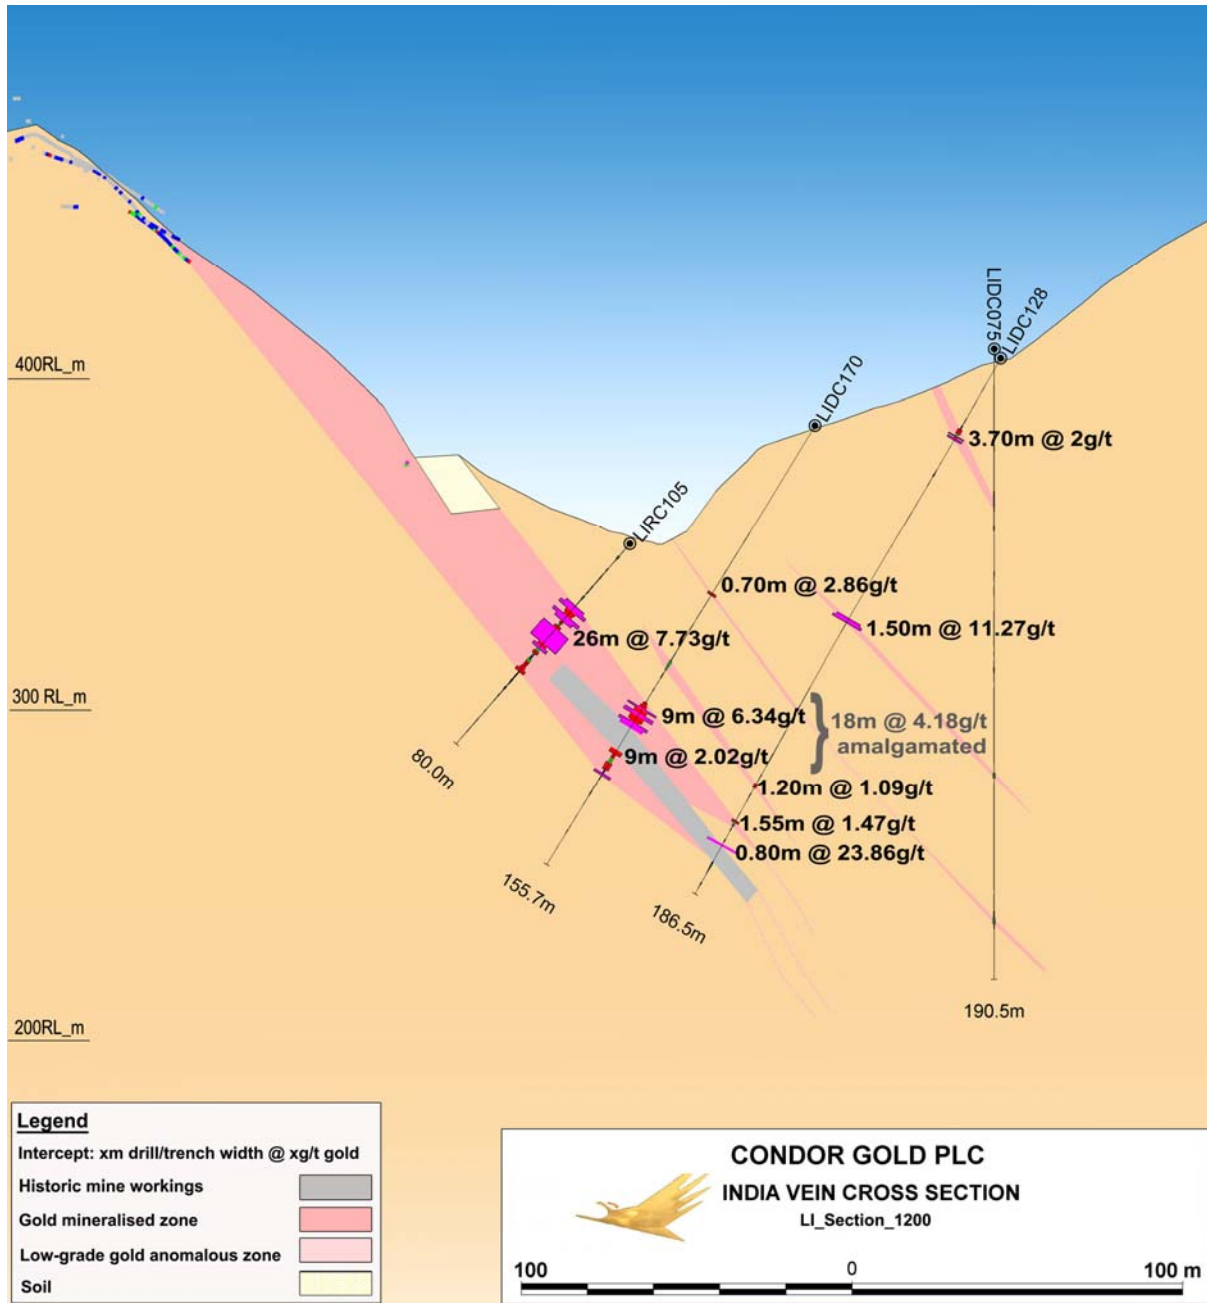 LIDC075
LIDC128
400RL_m
LIDC170
3.70m @ 2g/t
LIRC105
0.70m @ 2.86g/t
1.50m @ 11.27g/t
26m @ 7.73g/t
300 RL_m
9m @ 6.34g/t
18m @ 4.18g/t
amalgamated
80.0m
9m @ 2.02g/t
1.20m @ 1.09g/t
1.55m @ 1.47g/t
0.80m @ 23.86g/t
155.7m
186.5m
190.5m
200RL_m
Legend
Intercept: xm drill/trench width @ xg/t gold
Historic mine workings
Gold mineralised zone
Low-grade gold anomalous zone
Soil
CONDOR GOLD PLC
INDIA VEIN CROSS SECTION
LI_Section_1200
100 0 100 m